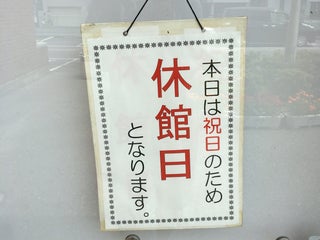 本日は祝日のため
休館日
となります。